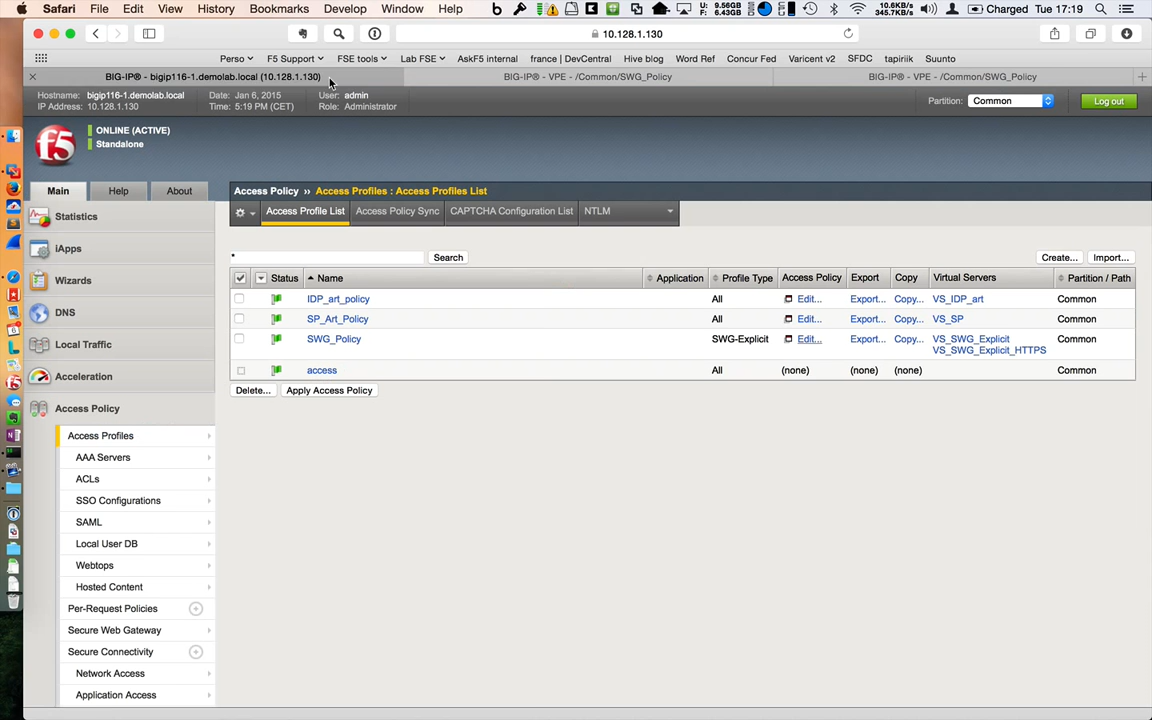 Safari File Edit View History Bookmarks Develop Window Help U: 9.56GB F: 6.43GB 10.6KB/s 345.7KB/s Charged Tue 17:19
10.128.1.130
Perso F5 Support FSE tools Lab FSE AskF5 internal france | DevCentral Hive blog Word Ref Concur Fed Varicent v2 SFDC tapiriik Suunto
BIG-IP® - bigip116-1.demolab.local (10.128.1.130) BIG-IP® - VPE - /Common/SWG_Policy BIG-IP® - VPE - /Common/SWG_Policy
Hostname: bigip116-1.demolab.local Date: Jan 6, 2015 User: admin
IP Address: 10.128.1.130 Time: 5:19 PM (CET) Role: Administrator
Partition: Common Log out
f5
ONLINE (ACTIVE)
Standalone
Main Help About
Access Policy ›› Access Profiles : Access Profiles List
Access Profile List Access Policy Sync CAPTCHA Configuration List NTLM
Statistics
iApps
Wizards
DNS
Local Traffic
Acceleration
Access Policy
Access Profiles
AAA Servers
ACLs
SSO Configurations
SAML
Local User DB
Webtops
Hosted Content
Per-Request Policies
Secure Web Gateway
Secure Connectivity
Network Access
Application Access
* Search Create... Import...
Status Name Application Profile Type Access Policy Export Copy Virtual Servers Partition / Path
IDP_art_policy All Edit... Export... Copy... VS_IDP_art Common
SP_Art_Policy All Edit... Export... Copy... VS_SP Common
SWG_Policy SWG-Explicit Edit... Export... Copy... VS_SWG_Explicit Common
VS_SWG_Explicit_HTTPS
access All (none) (none) (none) Common
Delete... Apply Access Policy